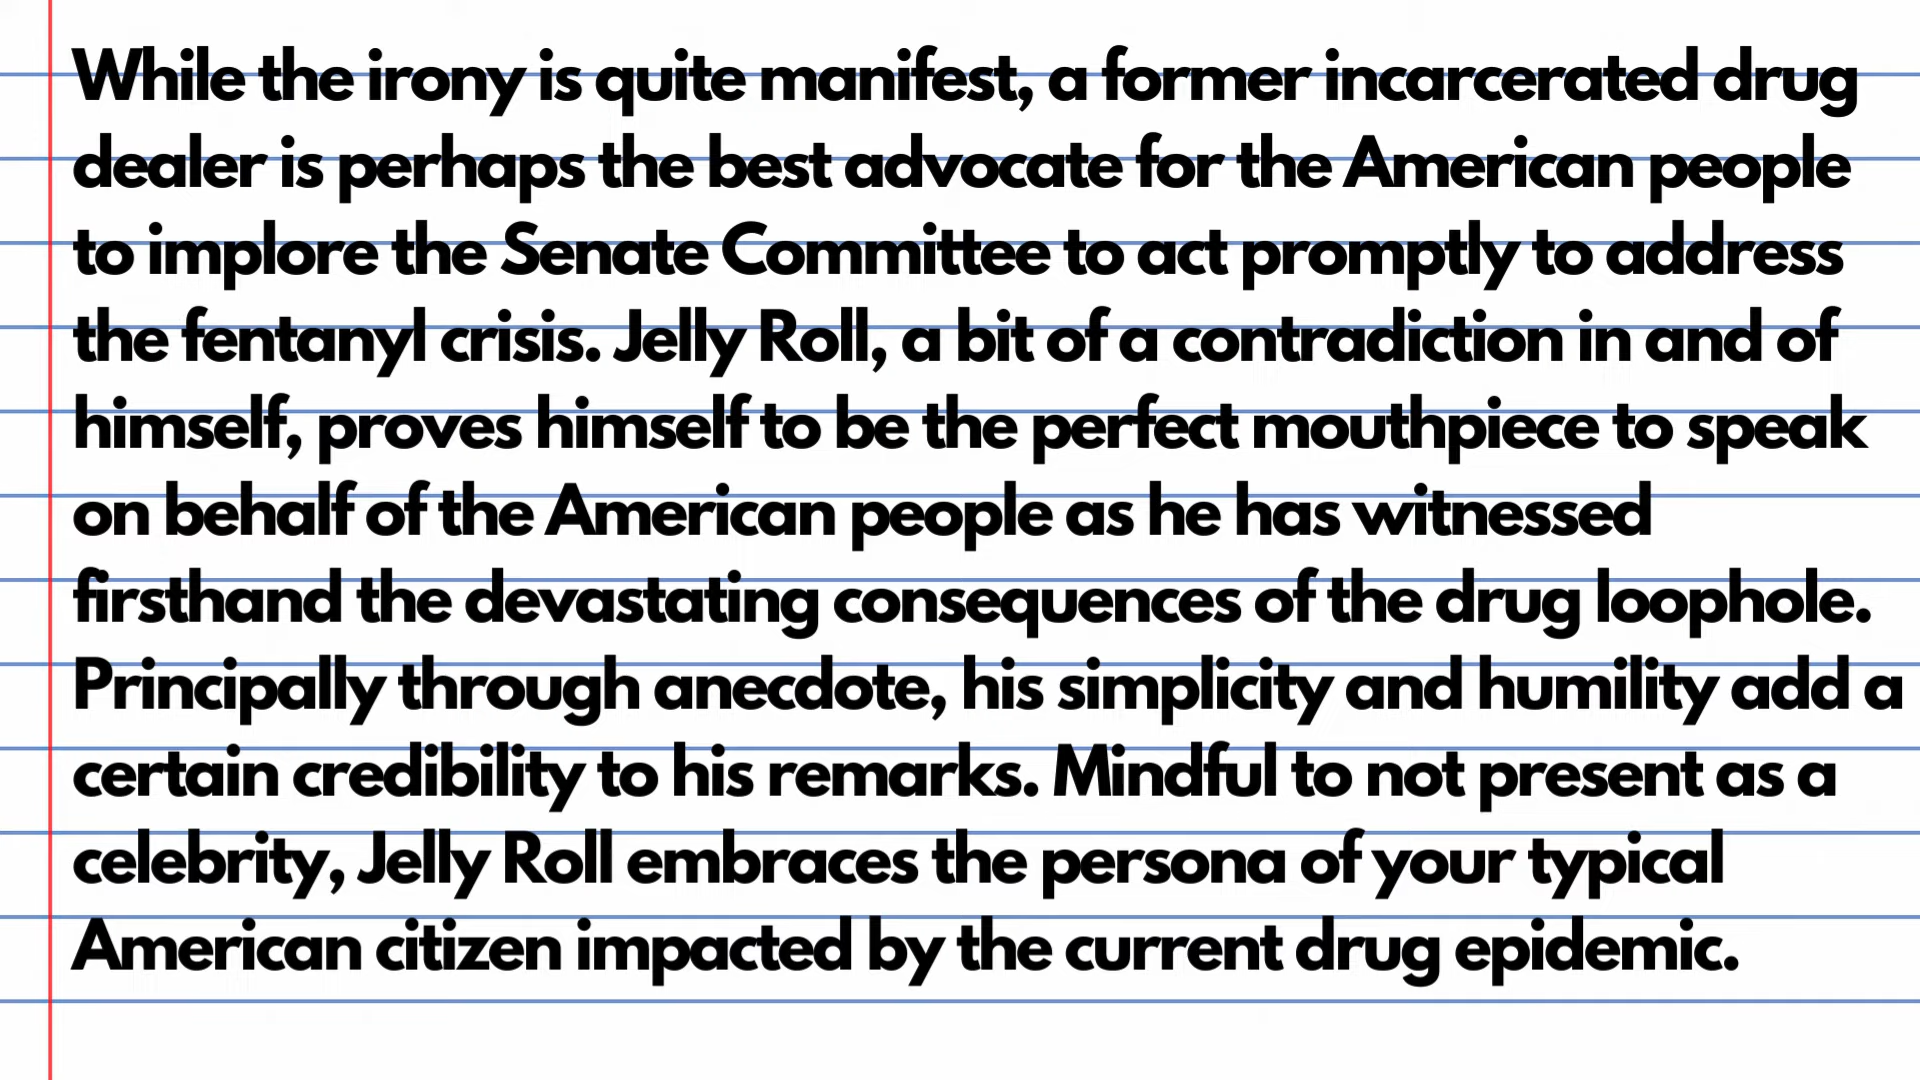 While the irony is quite manifest, a former incarcerated drug
dealer is perhaps the best advocate for the American people
to implore the Senate Committee to act promptly to address
the fentanyl crisis. Jelly Roll, a bit of a contradiction in and of
himself, proves himself to be the perfect mouthpiece to speak
on behalf of the American people as he has witnessed
firsthand the devastating consequences of the drug loophole.
Principally through anecdote, his simplicity and humility add a
certain credibility to his remarks. Mindful to not present as a
celebrity, Jelly Roll embraces the persona of your typical
American citizen impacted by the current drug epidemic.